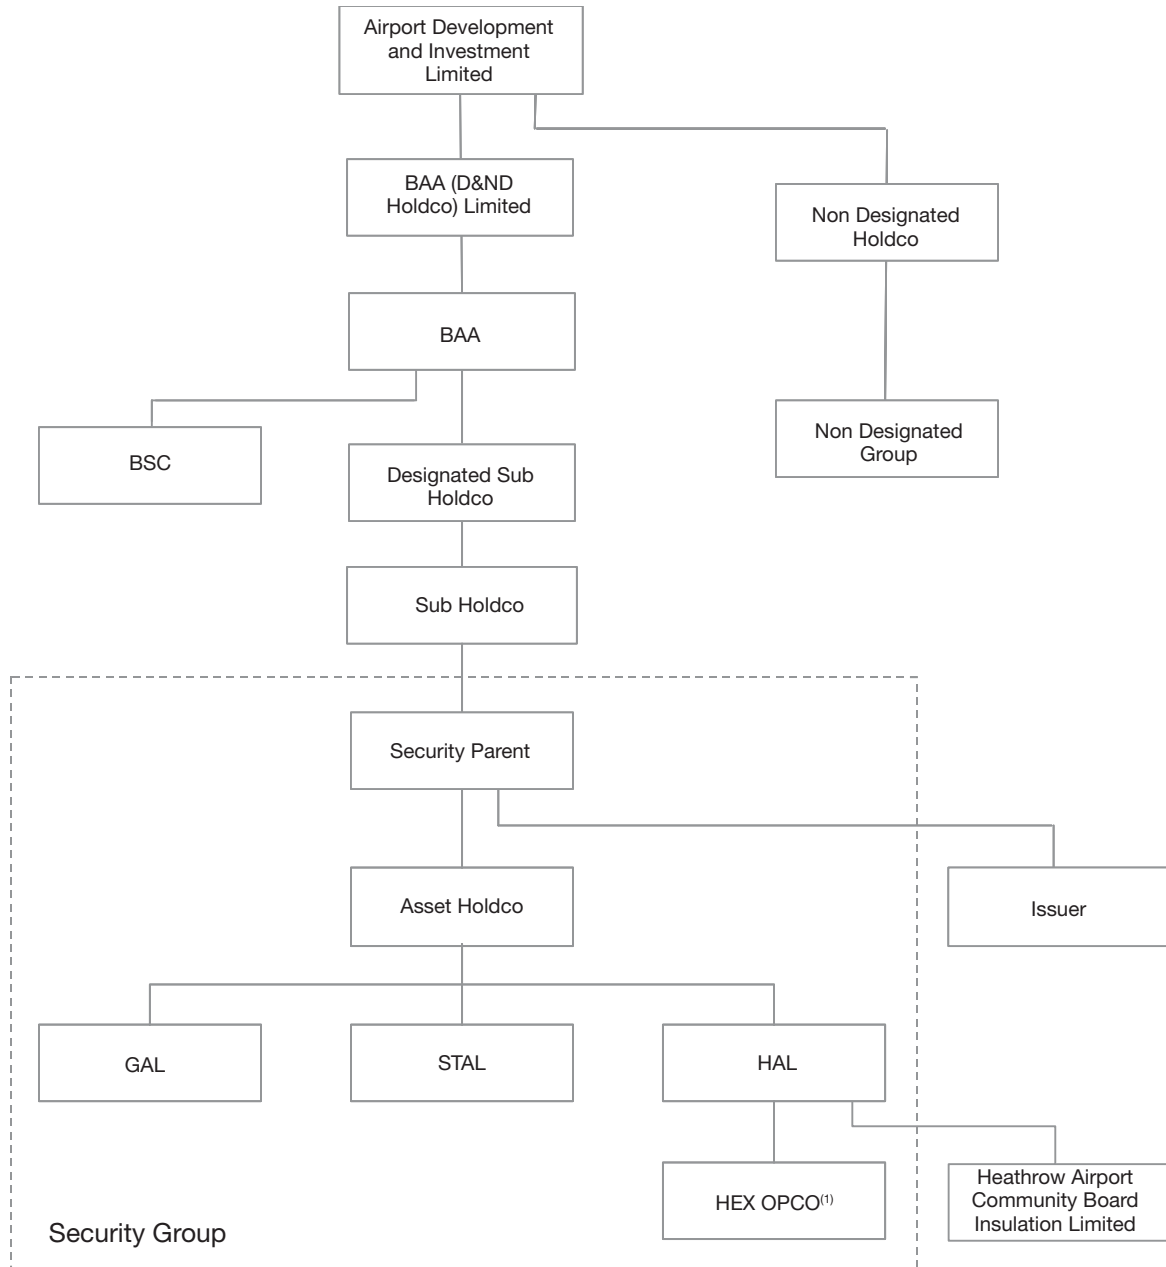 Airport Development
and Investment
Limited
BAA (D&ND
Holdco) Limited
Non Designated
Holdco
BAA
BSC
Designated Sub
Holdco
Non Designated
Group
Sub Holdco
Security Parent
Asset Holdco
Issuer
GAL
STAL
HAL
HEX OPCO(1)
Heathrow Airport
Community Board
Insulation Limited
Security Group